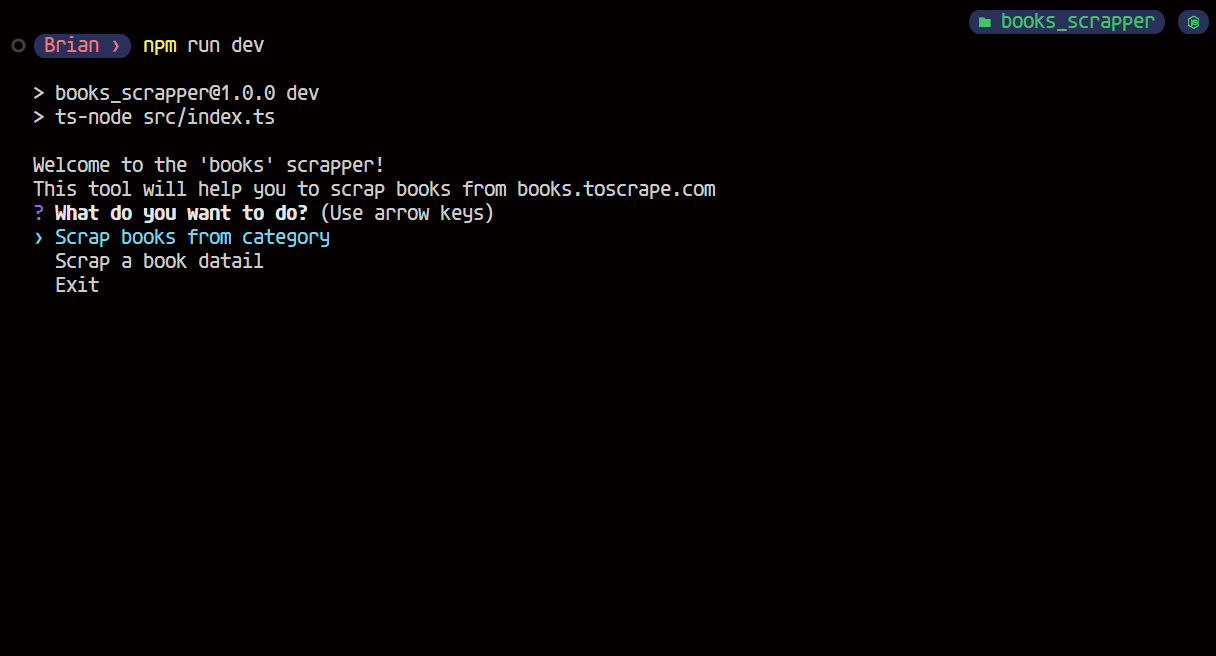 books_scrapper
Brian › npm run dev
> books_scrapper@1.0.0 dev
> ts-node src/index.ts
Welcome to the 'books' scrapper!
This tool will help you to scrap books from books.toscrape.com
? What do you want to do? (Use arrow keys)
› Scrap books from category
Scrap a book datail
Exit